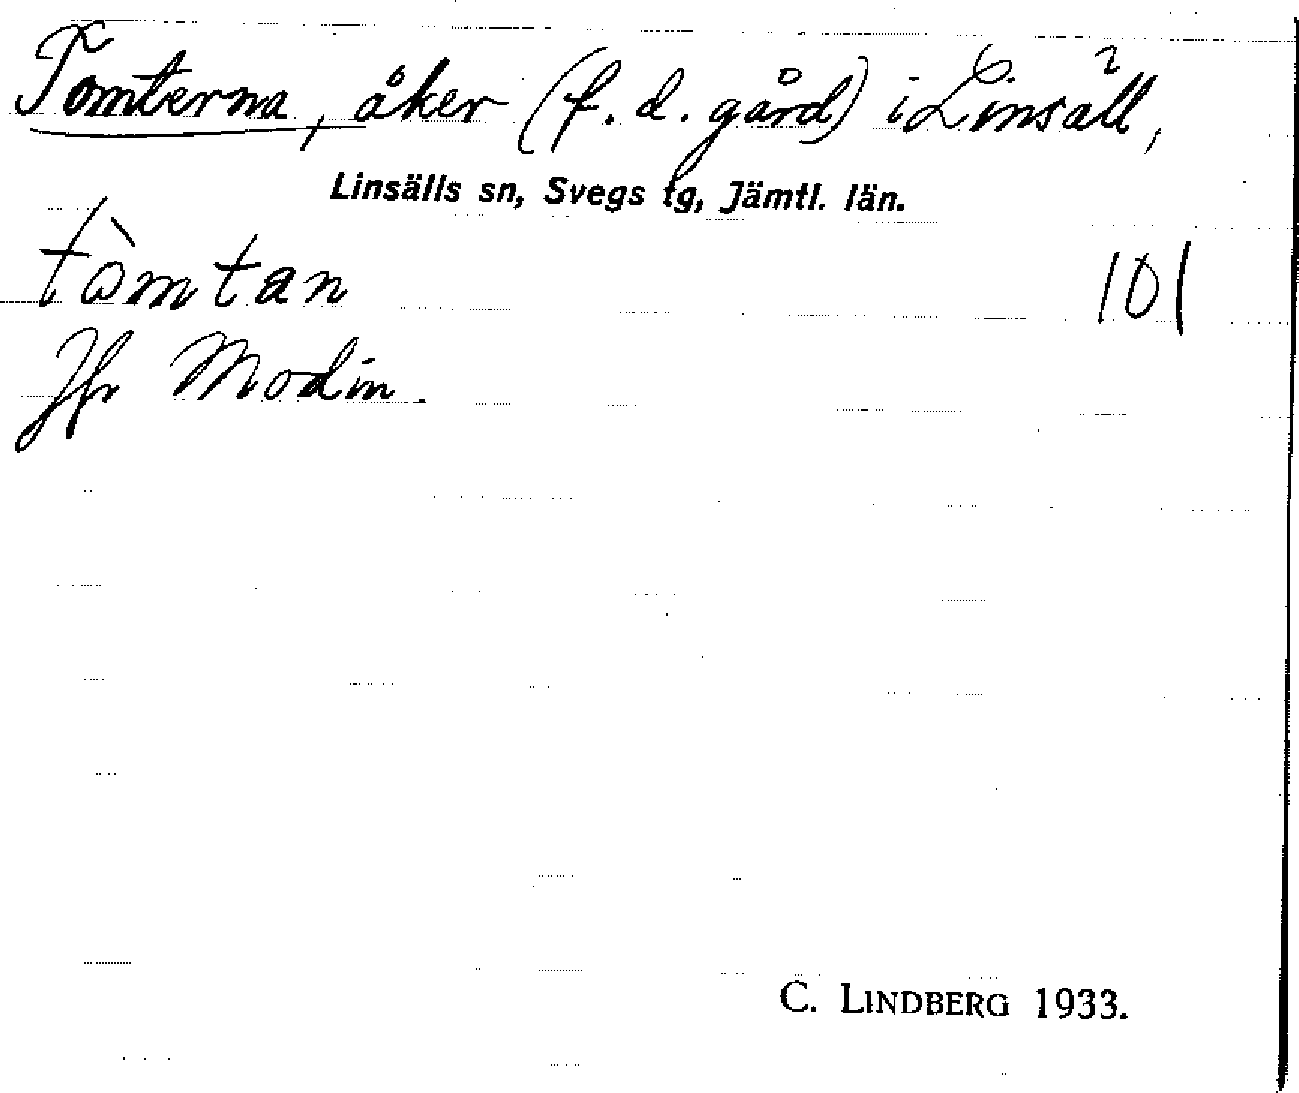 Tomterna, åker (f. d. gård) i Linsäll,
Linsälls sn, Svegs tg, Jämtl. län.
tòmtan 101
Jfr Modin.
C. LINDBERG 1933.